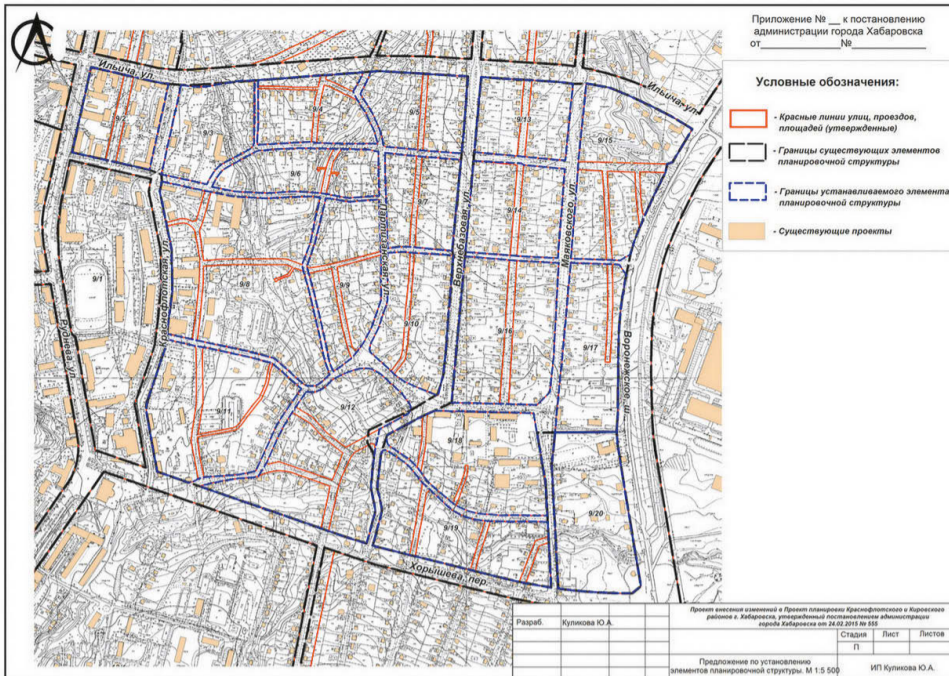 Приложение № __ к постановлению
администрации города Хабаровска
от____________№____________
Условные обозначения:
- Красные линии улиц, проездов,
площадей (утвержденные)
- Границы существующих элементов
планировочной структуры
- Границы устанавливаемого элемента
планировочной структуры
- Существующие проекты
Ильича, ул.
Ильича, ул.
9/2
9/3
9/4
9/5
9/13
9/15
9/6
9/7
9/14
Маяковского, ул.
Верхнебазовая, ул.
Краснофлотская, ул.
Руднева, ул.
9/1
9/8
9/9
9/10
9/16
9/17
Воронежское, ш.
9/11
9/12
9/18
9/19
9/20
Хорышева, пер.
Проект внесения изменений в Проект планировки Краснофлотского и Кировского
районов г. Хабаровска, утвержденный постановлением администрации
города Хабаровска от 24.02.2015 № 555
Разраб. Куликова Ю.А.
Стадия Лист Листов
П
Предложение по установлению
элементов планировочной структуры. М 1:5 500
ИП Куликова Ю.А.